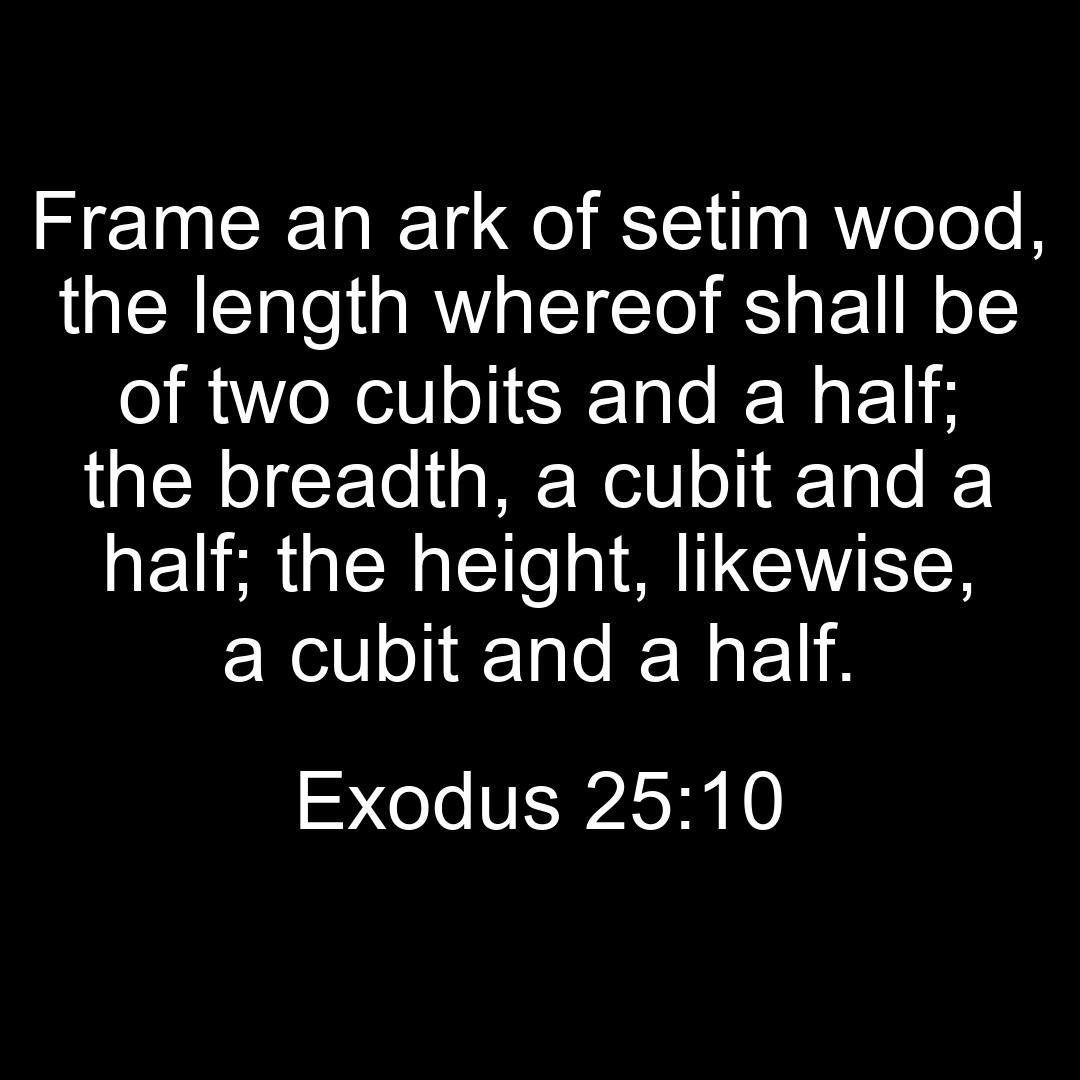 Frame an ark of setim wood,
the length whereof shall be
of two cubits and a half;
the breadth, a cubit and a
half; the height, likewise,
a cubit and a half.
Exodus 25:10